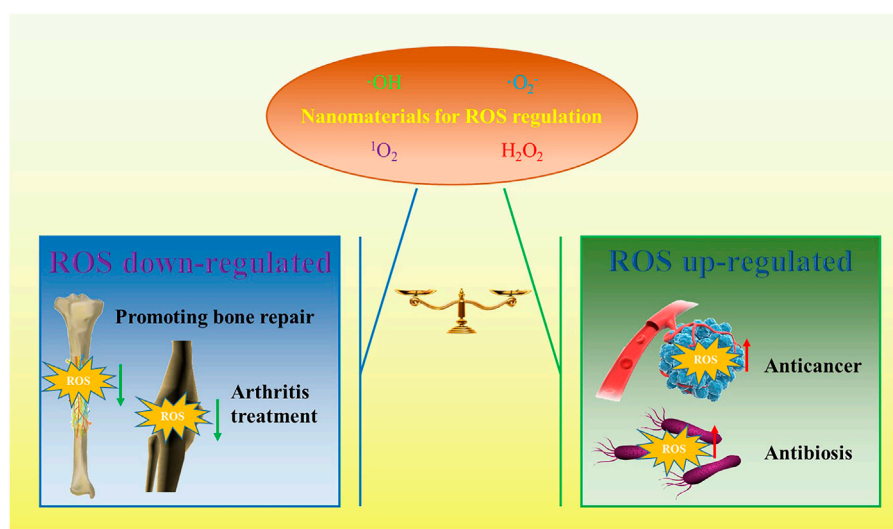 ·OH ·O₂⁻
Nanomaterials for ROS regulation
¹O₂ H₂O₂
ROS down-regulated
Promoting bone repair
ROS
Arthritis
treatment
ROS
ROS up-regulated
ROS
Anticancer
ROS
Antibiosis